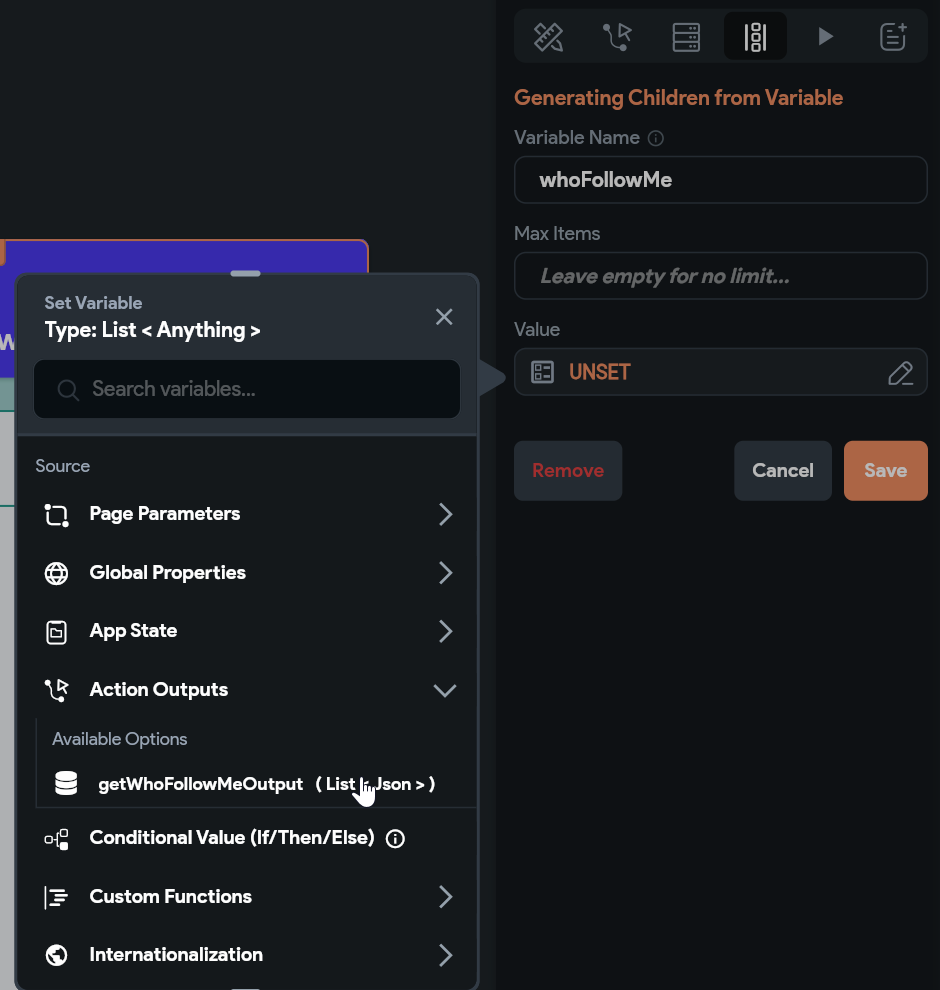 Generating Children from Variable
Variable Name
whoFollowMe
Max Items
Leave empty for no limit...
Value
UNSET
Remove
Cancel
Save
Set Variable
Type: List < Anything >
Search variables...
Source
Page Parameters
Global Properties
App State
Action Outputs
Available Options
getWhoFollowMeOutput ( List < Json > )
Conditional Value (If/Then/Else)
Custom Functions
Internationalization